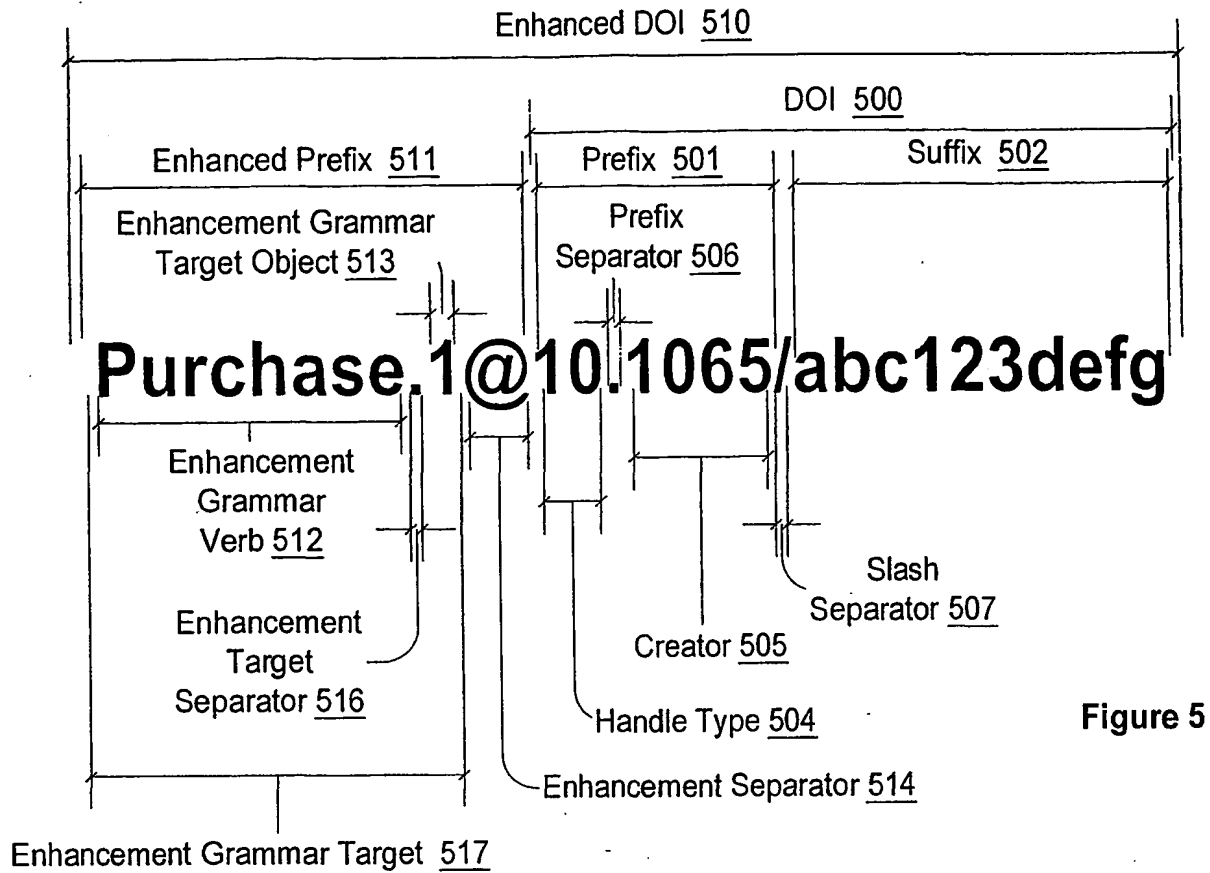 Enhanced DOI 510
DOI 500
Enhanced Prefix 511
Prefix 501
Suffix 502
Enhancement Grammar
Target Object 513
Prefix
Separator 506
Purchase.1@10.1065/abc123defg
Enhancement
Grammar
Verb 512
Slash
Separator 507
Enhancement
Target
Separator 516
Creator 505
Handle Type 504
Figure 5
Enhancement Separator 514
Enhancement Grammar Target 517